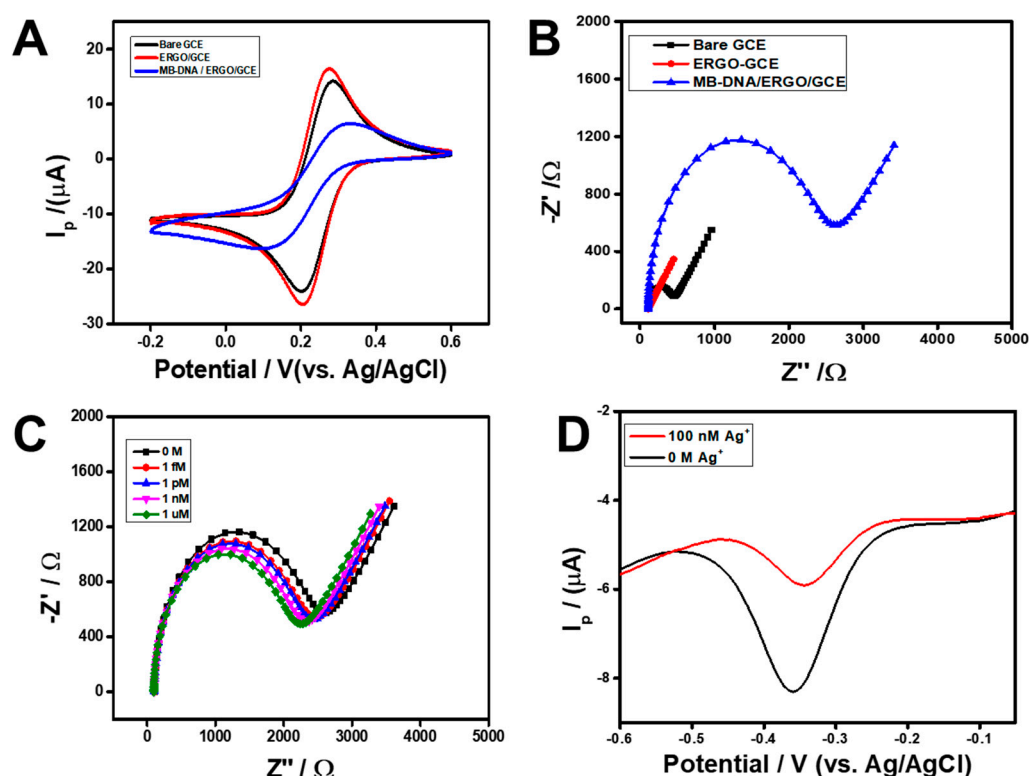 A
Bare GCE
ERGO/GCE
MB-DNA / ERGO/GCE
20
10
0
-10
-20
-30
-0.2 0.0 0.2 0.4 0.6
Ip /(μA)
Potential / V(vs. Ag/AgCl)
B
Bare GCE
ERGO-GCE
MB-DNA/ERGO/GCE
2000
1600
1200
800
400
0
0 1000 2000 3000 4000 5000
-Z' /Ω
Z'' /Ω
C
0 M
1 fM
1 pM
1 nM
1 uM
2000
1600
1200
800
400
0
0 1000 2000 3000 4000 5000
-Z' / Ω
Z'' / Ω
D
100 nM Ag+
0 M Ag+
-2
-4
-6
-8
-0.6 -0.5 -0.4 -0.3 -0.2 -0.1
Ip / (μA)
Potential / V (vs. Ag/AgCl)